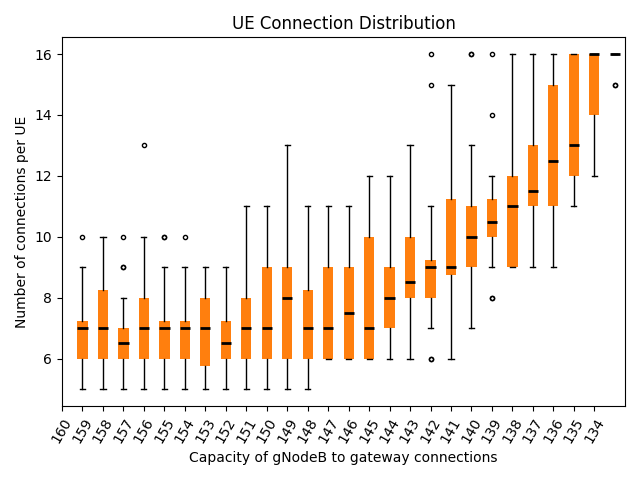 UE Connection Distribution
Number of connections per UE
16
14
12
10
8
6
160 159 158 157 156 155 154 153 152 151 150 149 148 147 146 145 144 143 142 141 140 139 138 137 136 135 134
Capacity of gNodeB to gateway connections